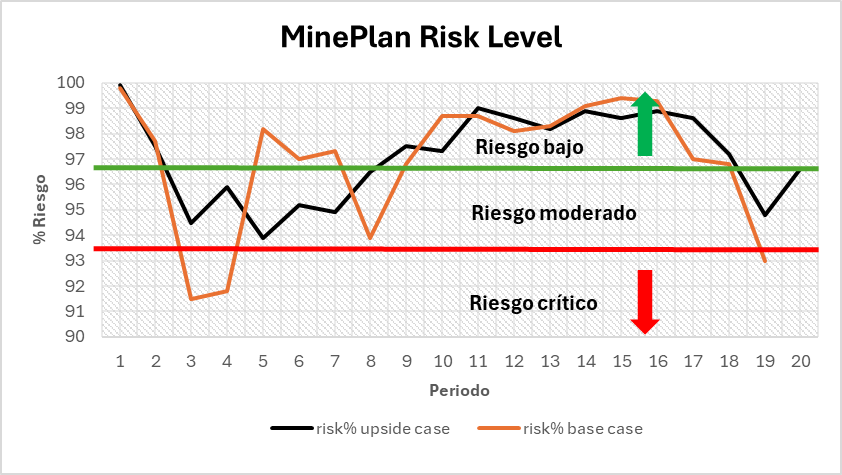 MinePlan Risk Level
100
99
98
97
96
95
94
93
92
91
90
% Riesgo
Riesgo bajo
Riesgo moderado
Riesgo crítico
1 2 3 4 5 6 7 8 9 10 11 12 13 14 15 16 17 18 19 20
Periodo
risk% upside case risk% base case